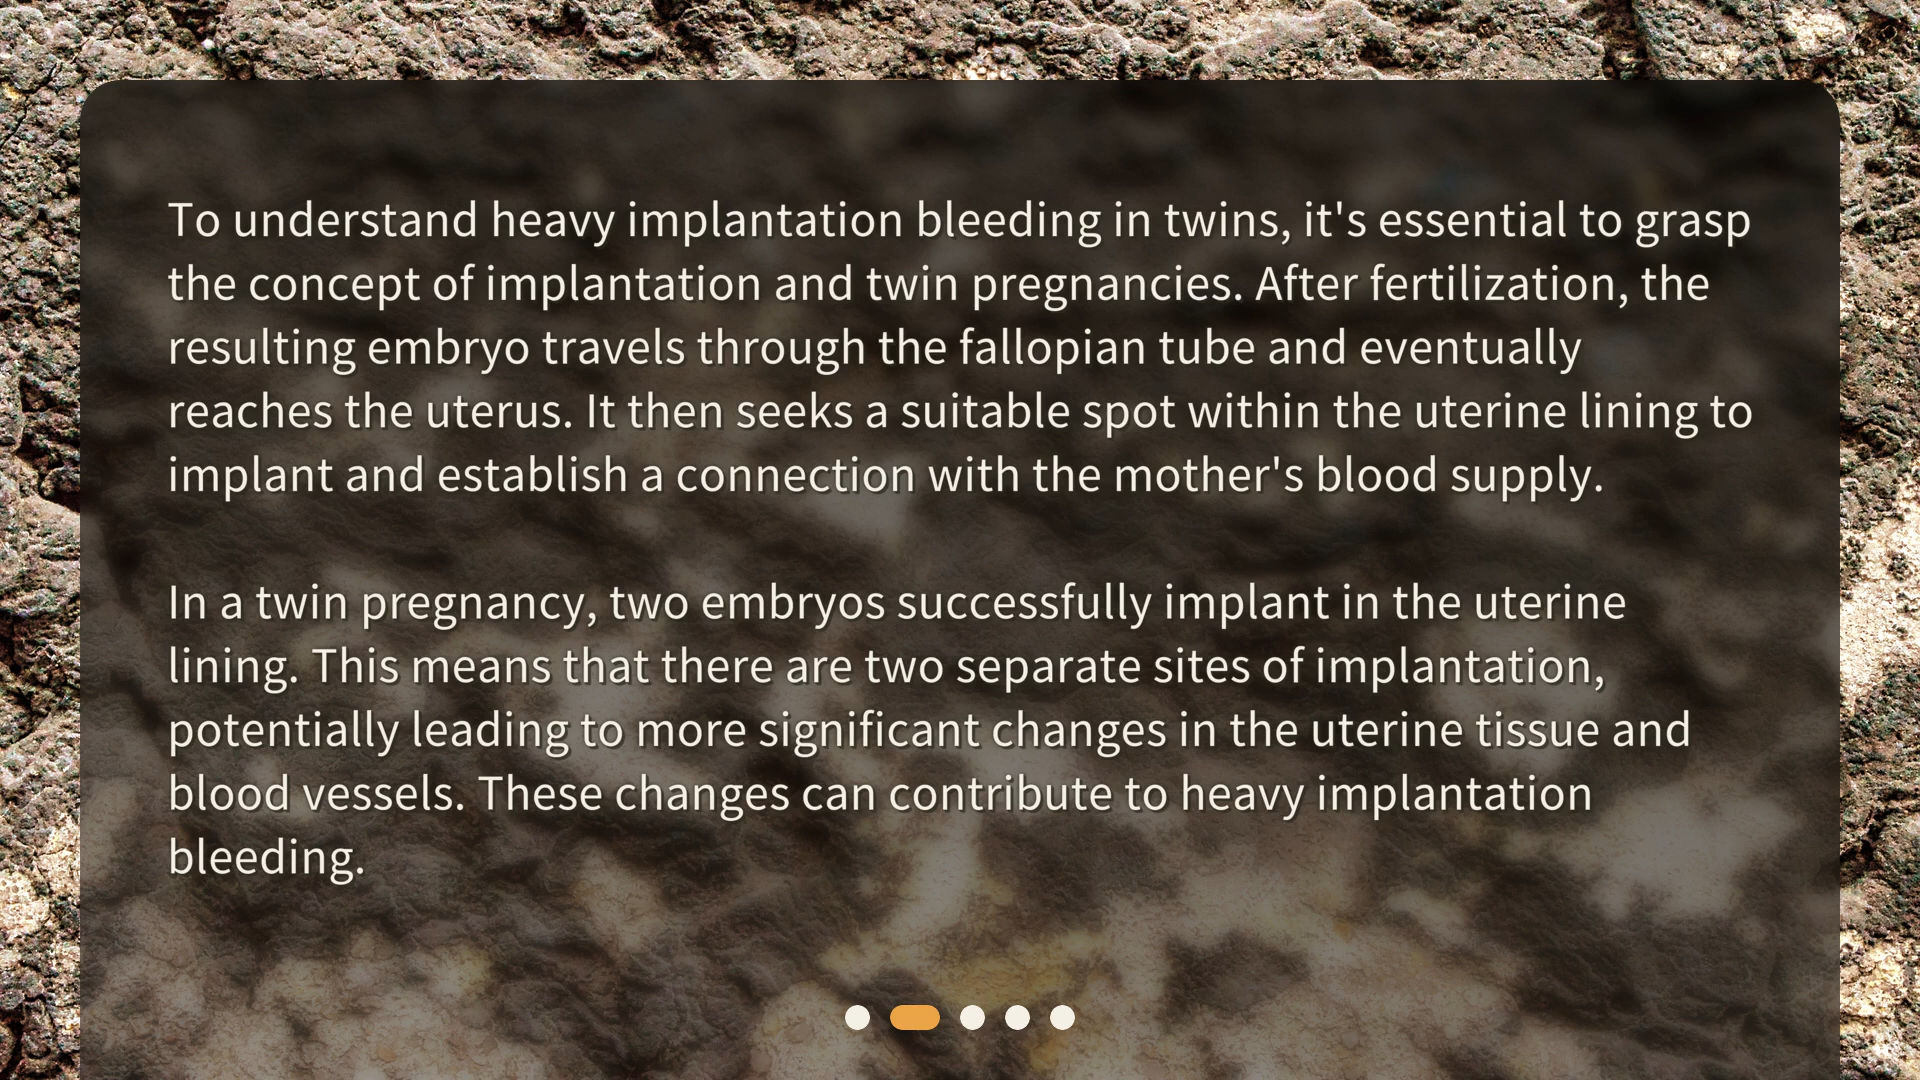 To understand heavy implantation bleeding in twins, it's essential to grasp
the concept of implantation and twin pregnancies. After fertilization, the
resulting embryo travels through the fallopian tube and eventually
reaches the uterus. It then seeks a suitable spot within the uterine lining to
implant and establish a connection with the mother's blood supply.
In a twin pregnancy, two embryos successfully implant in the uterine
lining. This means that there are two separate sites of implantation,
potentially leading to more significant changes in the uterine tissue and
blood vessels. These changes can contribute to heavy implantation
bleeding.